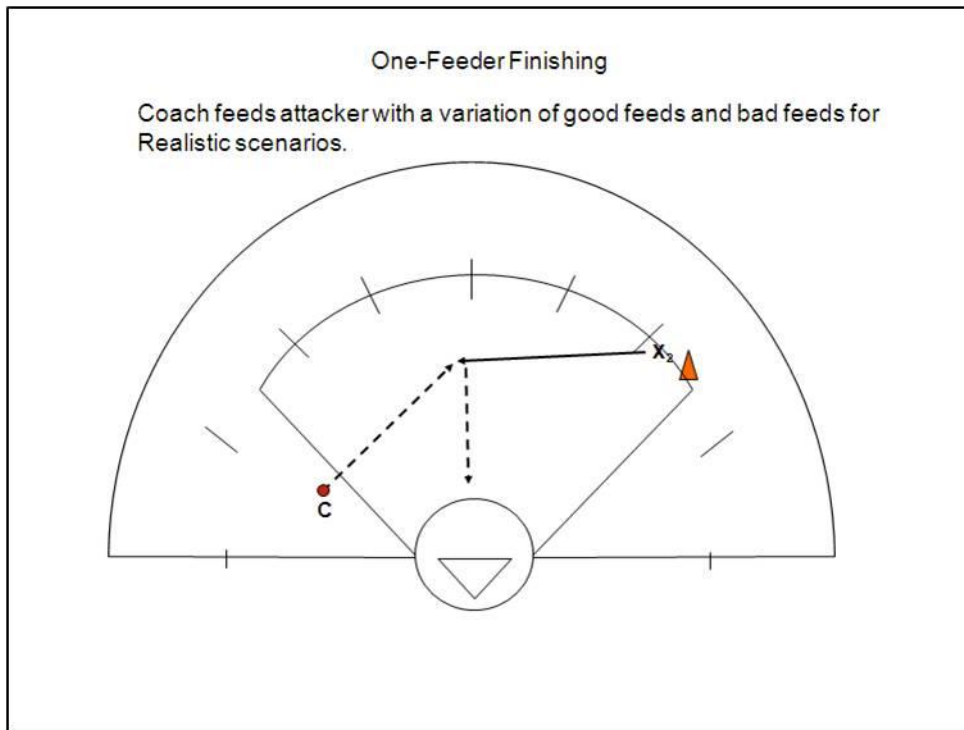 One-Feeder Finishing
Coach feeds attacker with a variation of good feeds and bad feeds for
Realistic scenarios.
X₂
C